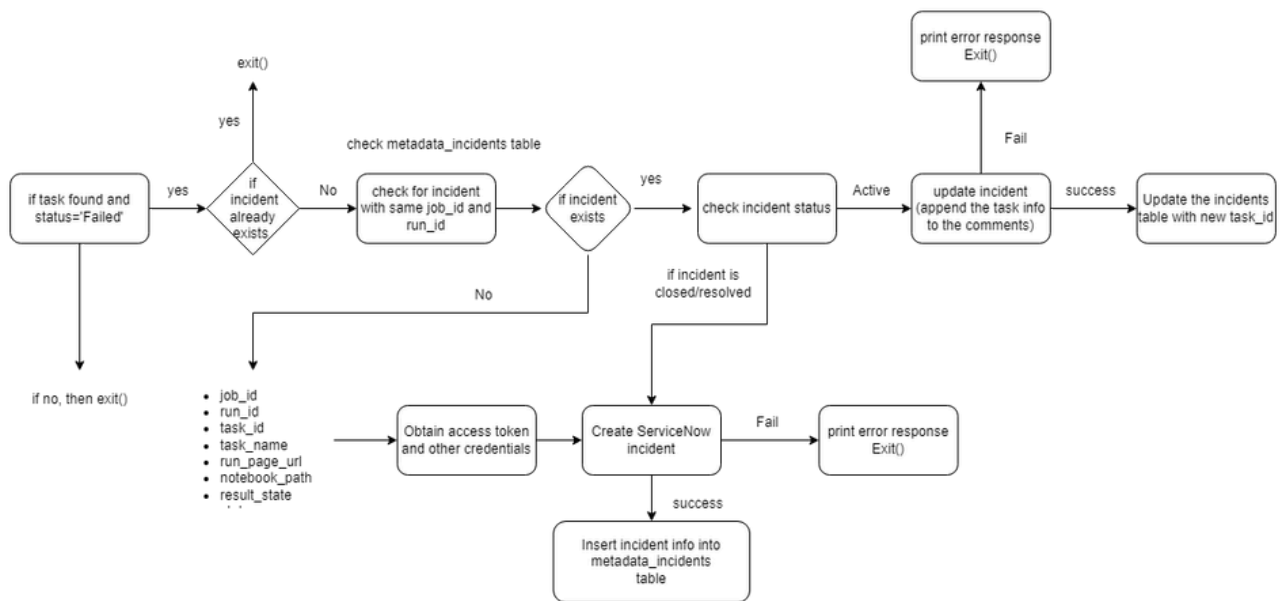 print error response
Exit()
exit()
yes
Fail
check metadata_incidents table
if task found and
status='Failed'
yes
if
incident
already
exists
No
check for incident
with same job_id and
run_id
if incident
exists
yes
check incident status
Active
update incident
(append the task info
to the comments)
success
Update the incidents
table with new task_id
if incident is
closed/resolved
No
if no, then exit()
• job_id
• run_id
• task_id
• task_name
• run_page_url
• notebook_path
• result_state
Obtain access token
and other credentials
Create ServiceNow
incident
Fail
print error response
Exit()
success
Insert incident info into
metadata_incidents
table